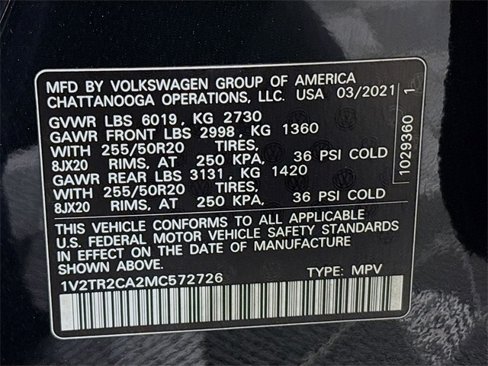 MFD BY VOLKSWAGEN GROUP OF AMERICA
CHATTANOOGA OPERATIONS, LLC. USA 03/2021
GVWR LBS 6019, KG 2730
GAWR FRONT LBS 2998, KG 1360
WITH 255/50R20 TIRES,
8JX20 RIMS, AT 250 KPA, 36 PSI COLD
GAWR REAR LBS 3131, KG 1420
WITH 255/50R20 TIRES,
8JX20 RIMS, AT 250 KPA, 36 PSI COLD
THIS VEHICLE CONFORMS TO ALL APPLICABLE
U.S. FEDERAL MOTOR VEHICLE SAFETY STANDARDS
IN EFFECT ON THE DATE OF MANUFACTURE
1V2TR2CA2MC572726 TYPE: MPV
1029360 1